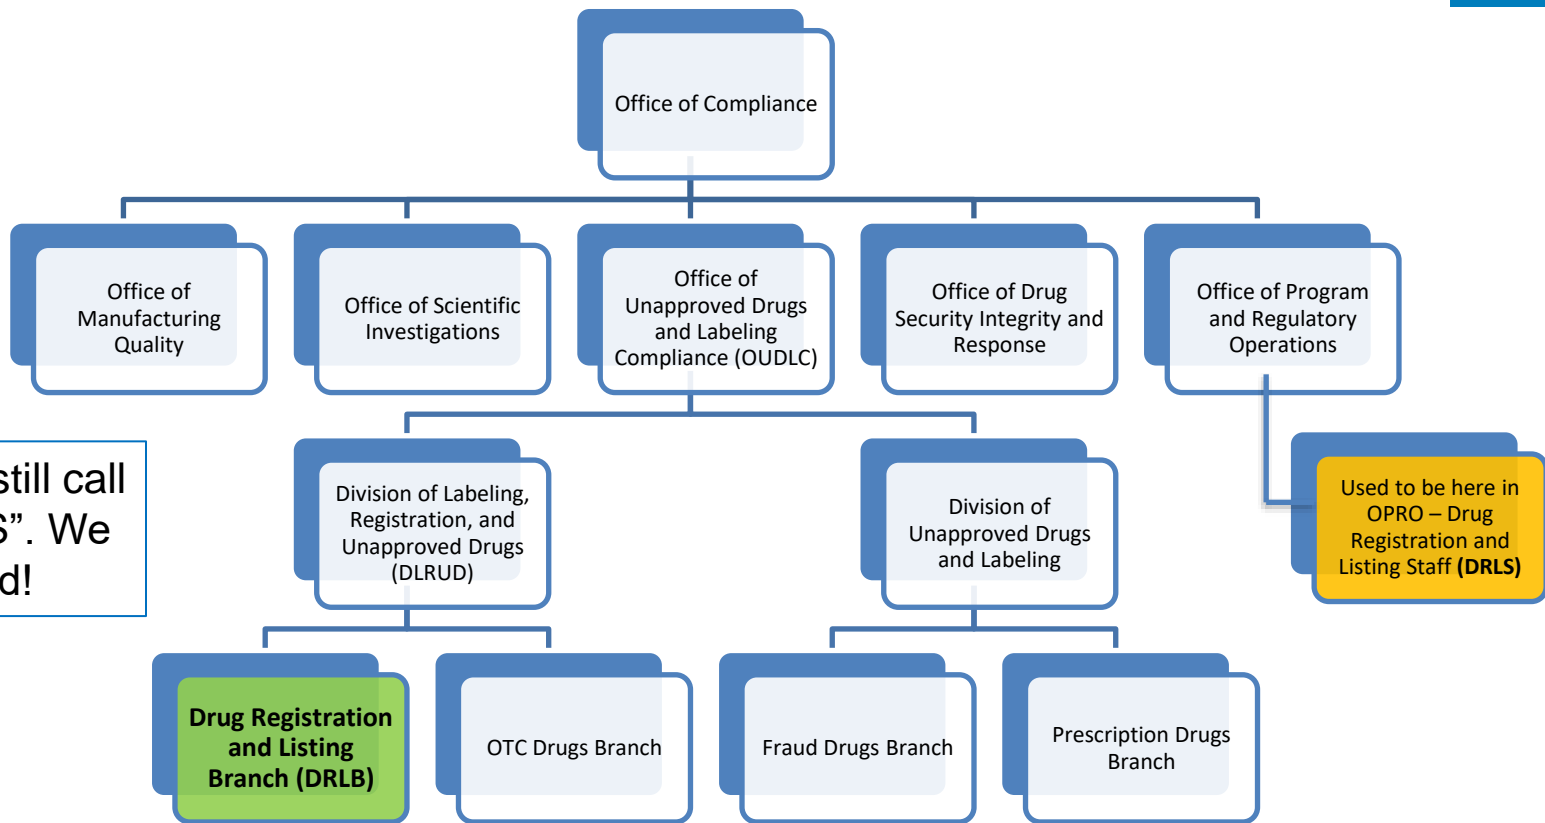 Office of Compliance
Office of
Manufacturing
Quality
Office of Scientific
Investigations
Office of
Unapproved Drugs
and Labeling
Compliance (OUDLC)
Office of Drug
Security Integrity and
Response
Office of Program
and Regulatory
Operations
still call
S”. We
d!
Division of Labeling,
Registration, and
Unapproved Drugs
(DLRUD)
Division of
Unapproved Drugs
and Labeling
Used to be here in
OPRO – Drug
Registration and
Listing Staff (DRLS)
Drug Registration
and Listing
Branch (DRLB)
OTC Drugs Branch
Fraud Drugs Branch
Prescription Drugs
Branch